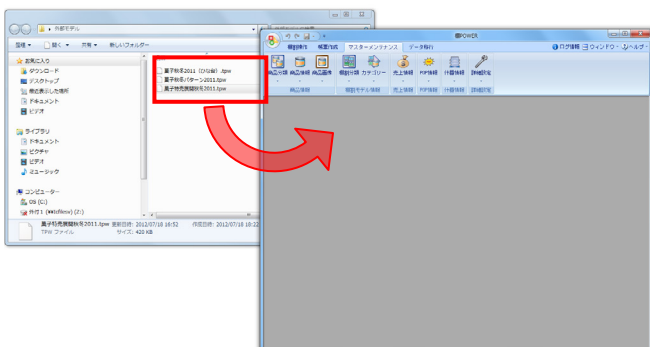 外部モデル
整理 ▼ 開く ▼ 共有 ▼ 新しいフォルダー
お気に入り
ダウンロード
デスクトップ
最近表示した場所
ドキュメント
ビデオ
ライブラリ
ドキュメント
ピクチャ
ビデオ
ミュージック
コンピューター
OS (C:)
菓子秋冬2011（ひな型）.tpw
菓子秋冬パターン2011.tpw
菓子特売展開秋冬2011.tpw
菓子特売展開秋冬2011.tpw 更新日時: 2012/07/18 16:52 作成日時: 2012/07/18 16:22
TPW ファイル サイズ: 420 KB
棚POWER
棚割実行 帳票作成 マスターメンテナンス データ移行 ログ情報 ウィンドウ ヘルプ
商品分類 商品情報 商品画像 棚割分類 カテゴリー 売上情報 POP情報 什器情報 詳細設定
商品情報 棚割モデル情報 売上情報 POP情報 什器情報 詳細設定